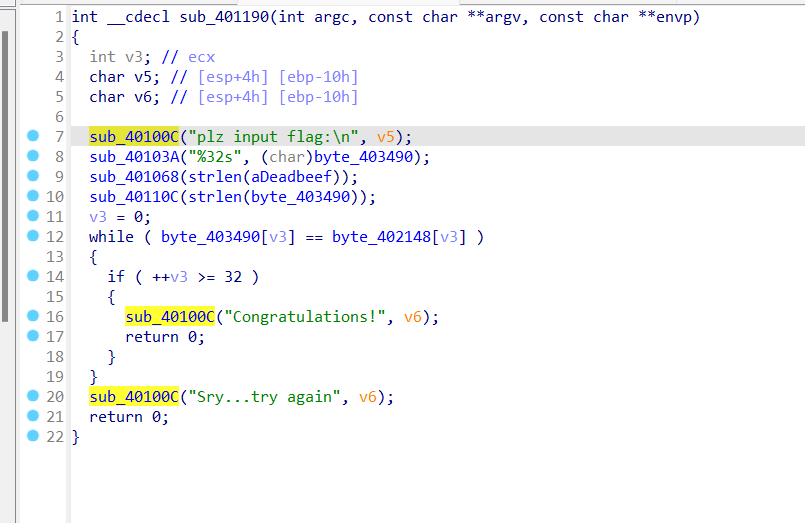 1 int __cdecl sub_401190(int argc, const char **argv, const char **envp)
2 {
3 int v3; // ecx
4 char v5; // [esp+4h] [ebp-10h]
5 char v6; // [esp+4h] [ebp-10h]
6
7 sub_40100C("plz input flag:\n", v5);
8 sub_40103A("%32s", (char)byte_403490);
9 sub_401068(strlen(aDeadbeef));
10 sub_40110C(strlen(byte_403490));
11 v3 = 0;
12 while ( byte_403490[v3] == byte_402148[v3] )
13 {
14 if ( ++v3 >= 32 )
15 {
16 sub_40100C("Congratulations!", v6);
17 return 0;
18 }
19 }
20 sub_40100C("Sry...try again", v6);
21 return 0;
22 }